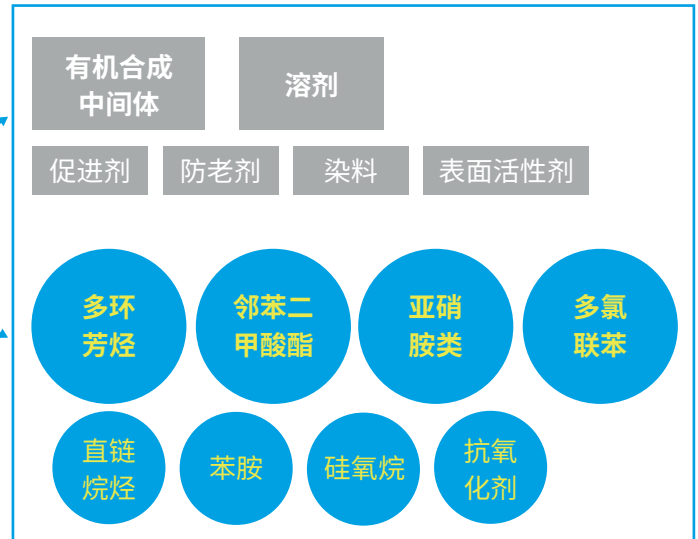 有机合成
中间体
溶剂
促进剂
防老剂
染料
表面活性剂
多环
芳烃
邻苯二
甲酸酯
亚硝
胺类
多氯
联苯
直链
烷烃
苯胺
硅氧烷
抗氧
化剂